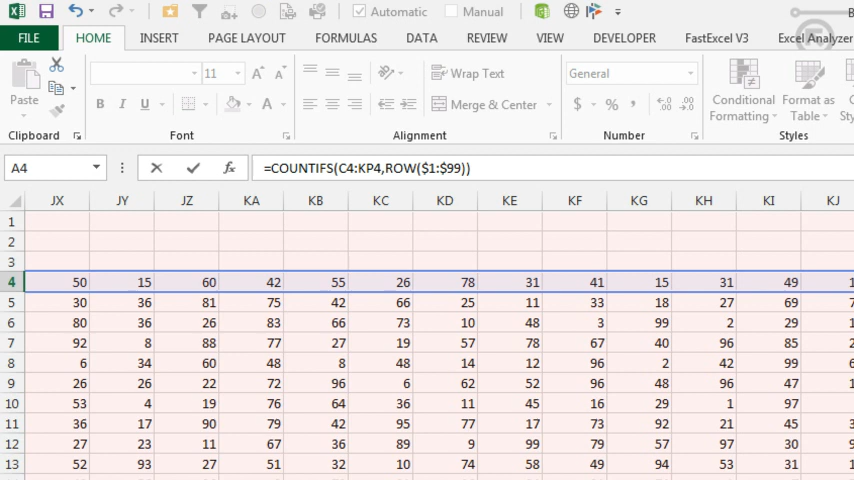 Automatic Manual
FILE HOME INSERT PAGE LAYOUT FORMULAS DATA REVIEW VIEW DEVELOPER FastExcel V3 Excel Analyzer
11 A A Wrap Text General
Paste B I U A Merge & Center $ % , .0 .00 .00 .0 Conditional Formatting Format as Table
Clipboard Font Alignment Number Styles
A4 fx =COUNTIFS(C4:KP4,ROW($1:$99))
JX JY JZ KA KB KC KD KE KF KG KH KI KJ
1
2
3
4 50 15 60 42 55 26 78 31 41 15 31 49
5 30 36 81 75 42 66 25 11 33 18 27 69
6 80 36 26 83 66 73 10 48 3 99 2 29
7 92 8 88 77 27 19 57 78 67 40 96 85
8 6 34 60 48 8 48 14 12 96 2 42 99
9 26 26 22 72 96 6 62 52 96 48 96 47
10 53 4 19 76 64 36 11 45 16 29 1 97
11 36 17 90 79 42 95 77 17 73 92 21 45
12 27 23 11 67 36 89 9 99 79 57 97 30
13 52 93 27 51 32 10 74 58 49 94 53 31